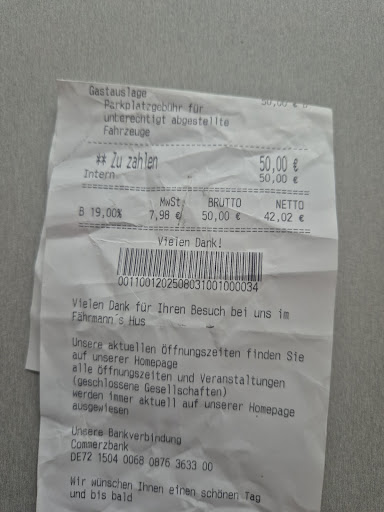 Gastauslage 50,00 €
Parkplatzgebühr für
unberechtigt abgestellte
Fahrzeuge
** Zu zahlen 50,00 €
Intern 50,00 €
MwSt. BRUTTO NETTO
B 19,00% 7,98 € 50,00 € 42,02 €
Vielen Dank!
0011001202508031001000034
Vielen Dank für Ihren Besuch bei uns im
Fährmann's Hus
Unsere aktuellen Öffnungszeiten finden Sie
auf unserer Homepage
alle Öffnungszeiten und Veranstaltungen
(geschlossene Gesellschaften)
werden immer aktuell auf unserer Homepage
ausgewiesen
Unsere Bankverbindung
Commerzbank
DE72 1504 0068 0876 3633 00
Wir wünschen Ihnen einen schönen Tag
und bis bald